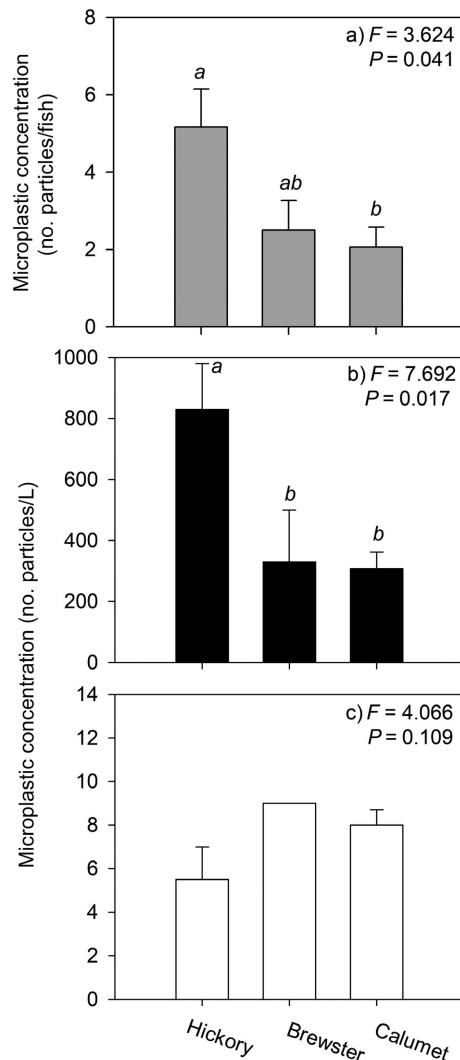 a) F = 3.624
P = 0.041
Microplastic concentration
(no. particles/fish)
8
6
4
2
0
a
ab
b
b) F = 7.692
P = 0.017
Microplastic concentration (no. particles/L)
1000
800
600
400
200
0
a
b
b
c) F = 4.066
P = 0.109
14
12
10
8
6
4
2
0
Hickory
Brewster
Calumet